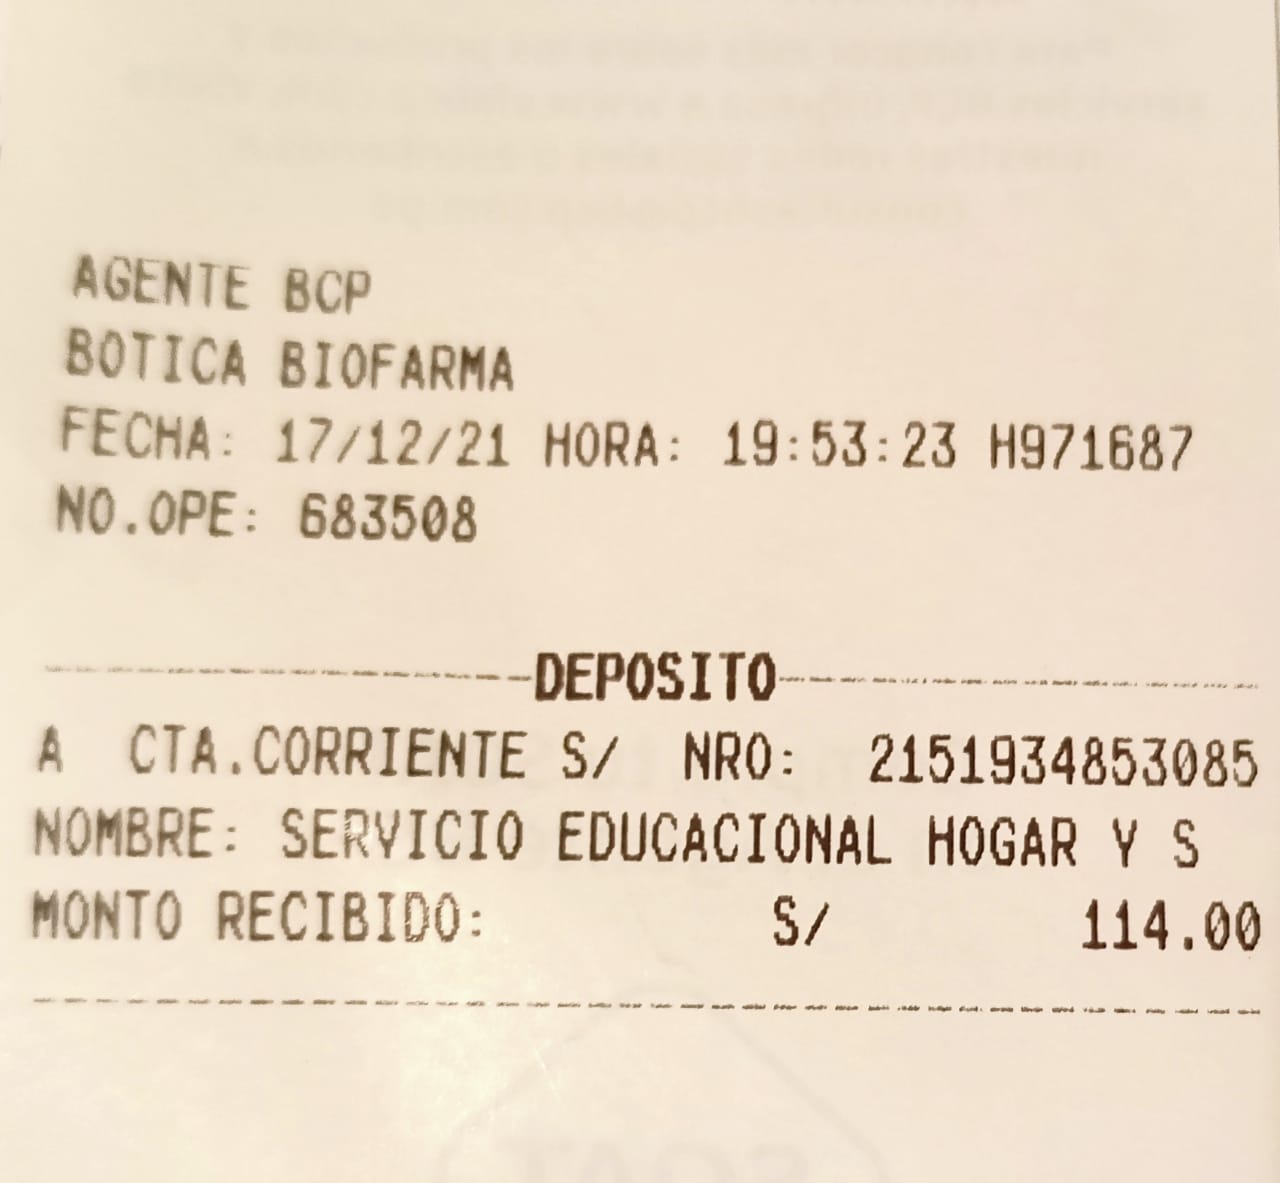 AGENTE BCP
BOTICA BIOFARMA
FECHA: 17/12/21 HORA: 19:53:23 H971687
NO.OPE: 683508
DEPOSITO
A CTA.CORRIENTE S/ NRO: 2151934853085
NOMBRE: SERVICIO EDUCACIONAL HOGAR Y S
MONTO RECIBIDO: S/ 114.00